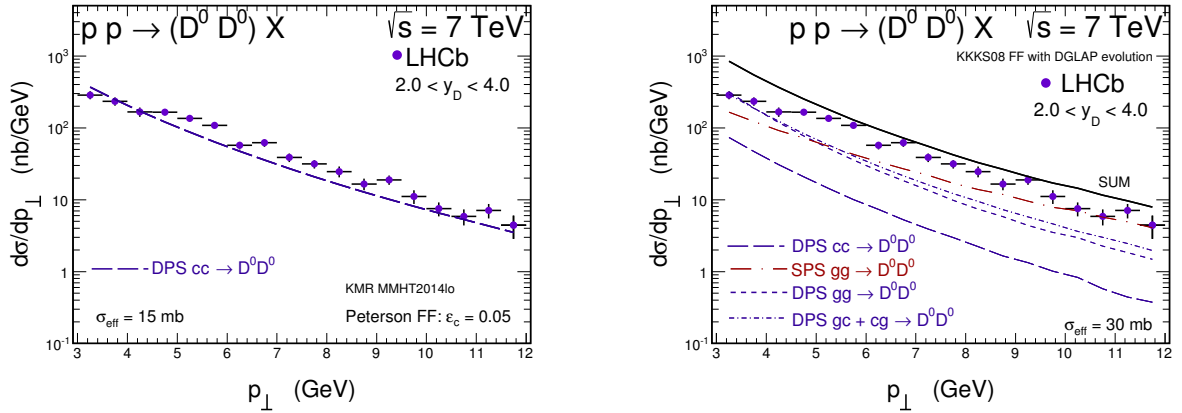 p p → (D⁰ D⁰) X √s = 7 TeV
LHCb
2.0 < y_D < 4.0
dσ/dp_⊥ (nb/GeV)
10³
10²
10
1
10⁻¹
DPS cc → D⁰D⁰
KMR MMHT2014lo
σ_eff = 15 mb Peterson FF: ε_c = 0.05
3 4 5 6 7 8 9 10 11 12
p_⊥ (GeV)
p p → (D⁰ D⁰) X √s = 7 TeV
KKKS08 FF with DGLAP evolution
LHCb
2.0 < y_D < 4.0
dσ/dp_⊥ (nb/GeV)
10³
10²
10
1
10⁻¹
SUM
DPS cc → D⁰D⁰
SPS gg → D⁰D⁰
DPS gg → D⁰D⁰
DPS gc + cg → D⁰D⁰
σ_eff = 30 mb
3 4 5 6 7 8 9 10 11 12
p_⊥ (GeV)